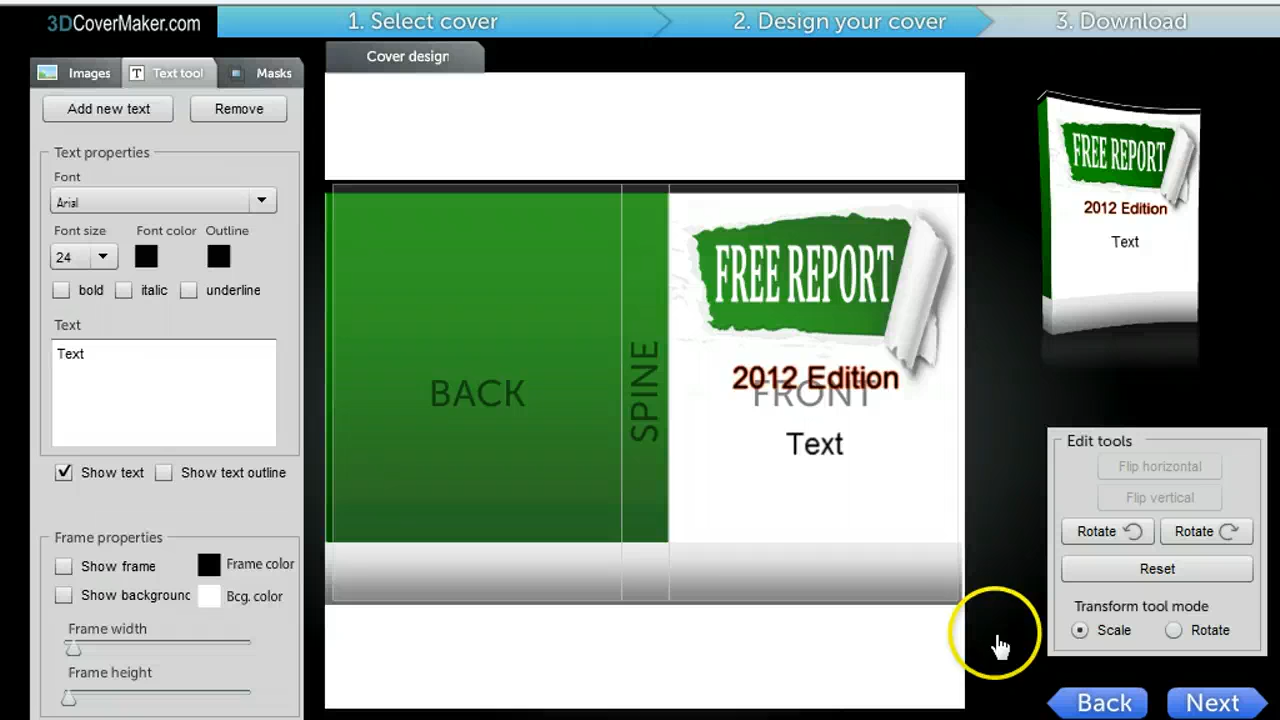 3DCoverMaker.com
1. Select cover
2. Design your cover
3. Download
Cover design
Images
Text tool
Masks
Add new text
Remove
Text properties
Font
Arial
Font size
Font color
Outline
24
bold
italic
underline
Text
Text
Show text
Show text outline
Frame properties
Show frame
Frame color
Show background
Bcg. color
Frame width
Frame height
BACK
SPINE
FREE REPORT
2012 Edition
FRONT
Text
FREE REPORT
2012 Edition
Text
Edit tools
Flip horizontal
Flip vertical
Rotate
Rotate
Reset
Transform tool mode
Scale
Rotate
Back
Next